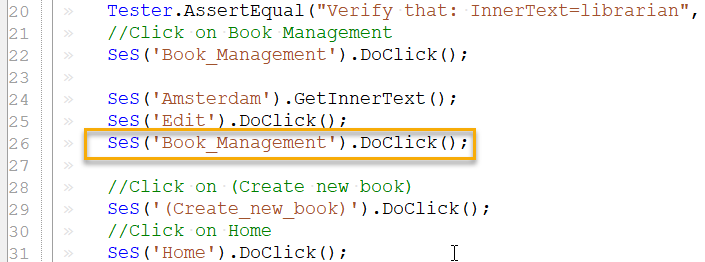 20 Tester.AssertEqual("Verify that: InnerText=librarian",
21 //Click on Book Management
22 SeS('Book_Management').DoClick();
23
24 SeS('Amsterdam').GetInnerText();
25 SeS('Edit').DoClick();
26 SeS('Book_Management').DoClick();
27
28 //Click on (Create new book)
29 SeS('(Create_new_book)').DoClick();
30 //Click on Home
31 SeS('Home').DoClick();